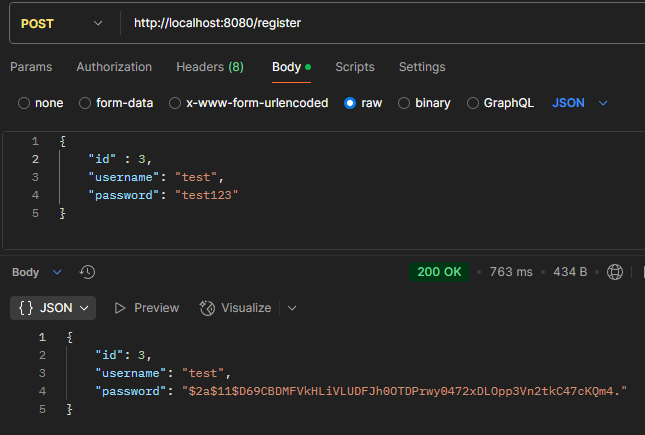 POST http://localhost:8080/register
Params Authorization Headers (8) Body Scripts Settings
none form-data x-www-form-urlencoded raw binary GraphQL JSON
1 {
2 "id" : 3,
3 "username": "test",
4 "password": "test123"
5 }
Body 200 OK 763 ms 434 B
{} JSON Preview Visualize
1 {
2 "id": 3,
3 "username": "test",
4 "password": "$2a$11$D69CBDMFVkHLiVLUDFJh0OTDPrwy0472xDLOpp3Vn2tkC47cKQm4."
5 }